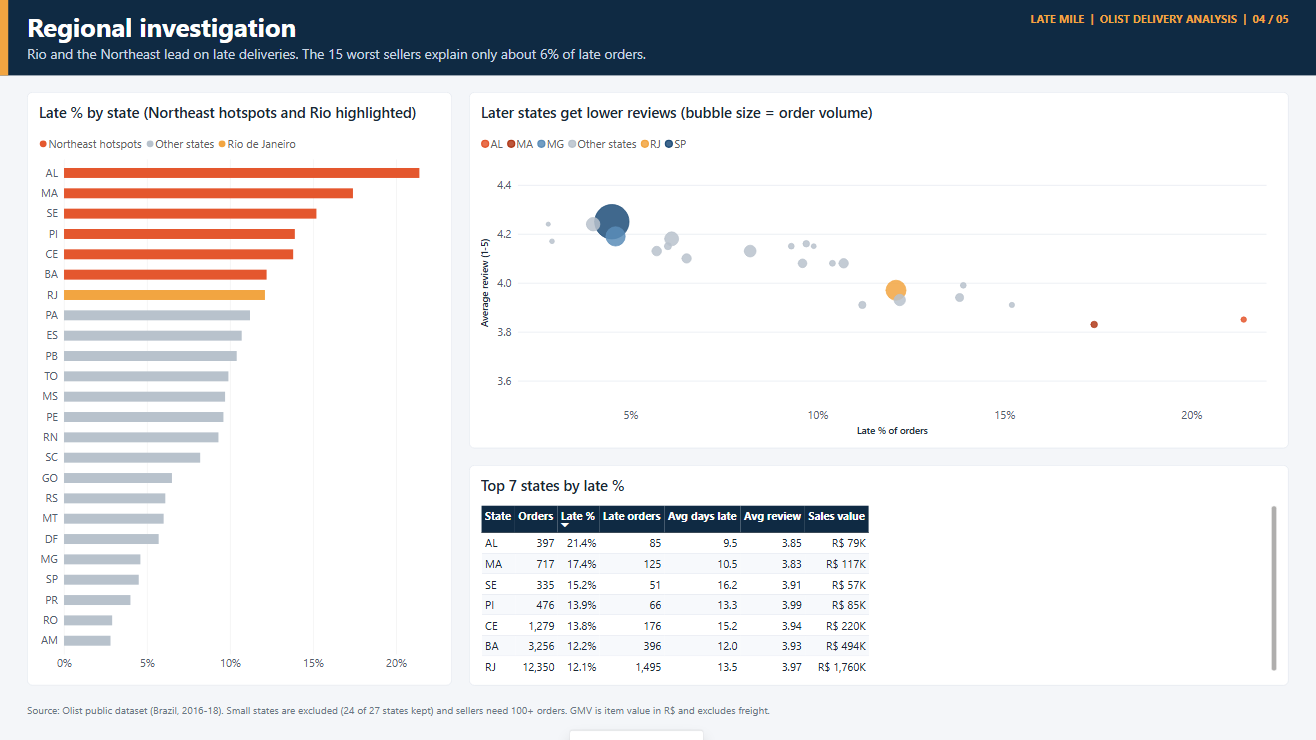 Regional investigation
LATE MILE | OLIST DELIVERY ANALYSIS | 04 / 05
Rio and the Northeast lead on late deliveries. The 15 worst sellers explain only about 6% of late orders.
Late % by state (Northeast hotspots and Rio highlighted)
Northeast hotspots Other states Rio de Janeiro
AL
MA
SE
PI
CE
BA
RJ
PA
ES
PB
TO
MS
PE
RN
SC
GO
RS
MT
DF
MG
SP
PR
RO
AM
0% 5% 10% 15% 20%
Later states get lower reviews (bubble size = order volume)
AL MA MG Other states RJ SP
Average review (1-5)
4.4
4.2
4.0
3.8
3.6
5% 10% 15% 20%
Late % of orders
Top 7 states by late %
State Orders Late % Late orders Avg days late Avg review Sales value
AL 397 21.4% 85 9.5 3.85 R$ 79K
MA 717 17.4% 125 10.5 3.83 R$ 117K
SE 335 15.2% 51 16.2 3.91 R$ 57K
PI 476 13.9% 66 13.3 3.99 R$ 85K
CE 1,279 13.8% 176 15.2 3.94 R$ 220K
BA 3,256 12.2% 396 12.0 3.93 R$ 494K
RJ 12,350 12.1% 1,495 13.5 3.97 R$ 1,760K
Source: Olist public dataset (Brazil, 2016-18). Small states are excluded (24 of 27 states kept) and sellers need 100+ orders. GMV is item value in R$ and excludes freight.